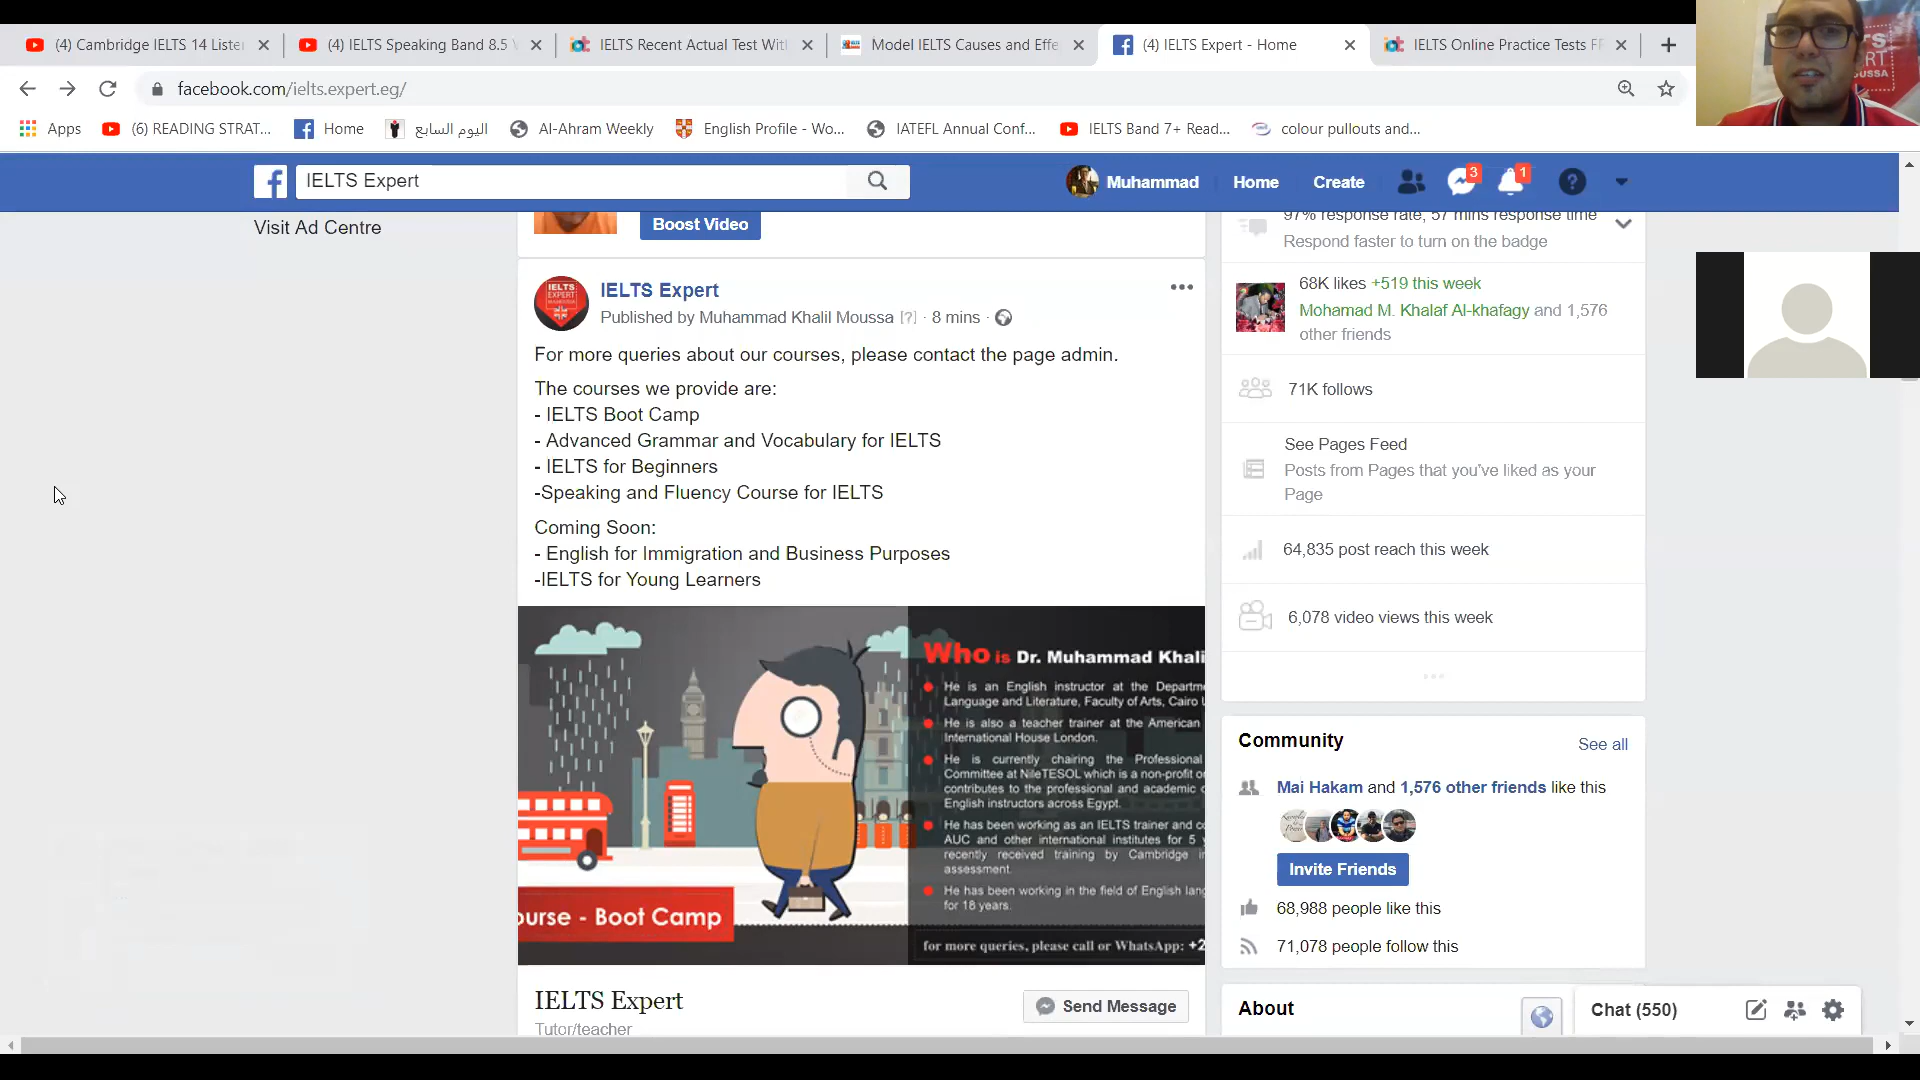 (4) Cambridge IELTS 14 Liste
(4) IELTS Speaking Band 8.5
IELTS Recent Actual Test Wit
Model IELTS Causes and Effe
(4) IELTS Expert - Home
IELTS Online Practice Tests F
facebook.com/ielts.expert.eg/
Apps
(6) READING STRAT...
Home
اليوم السابع
Al-Ahram Weekly
English Profile - Wo...
IATEFL Annual Conf...
IELTS Band 7+ Read...
colour pullouts and...
IELTS Expert
Muhammad
Home
Create
3
1
Visit Ad Centre
Boost Video
IELTS Expert
Published by Muhammad Khalil Moussa [?] · 8 mins ·
For more queries about our courses, please contact the page admin.
The courses we provide are:
- IELTS Boot Camp
- Advanced Grammar and Vocabulary for IELTS
- IELTS for Beginners
-Speaking and Fluency Course for IELTS
Coming Soon:
- English for Immigration and Business Purposes
-IELTS for Young Learners
Who is Dr. Muhammad Khali
He is an English instructor at the Departme
Language and Literature, Faculty of Arts, Cairo
He is also a teacher trainer at the American
International House London.
He is currently chairing the Professional
Committee at NileTESOL which is a non-profit o
contributes to the professional and academic
English instructors across Egypt.
He has been working as an IELTS trainer and c
AUC and other international institutes for 5
recently received training by Cambridge i
assessment.
He has been working in the field of English lan
for 18 years.
urse - Boot Camp
for more queries, please call or WhatsApp: +2
IELTS Expert
Tutor/teacher
Send Message
97% response rate, 57 mins response time
Respond faster to turn on the badge
68K likes +519 this week
Mohamad M. Khalaf Al-khafagy and 1,576
other friends
71K follows
See Pages Feed
Posts from Pages that you've liked as your
Page
64,835 post reach this week
6,078 video views this week
Community
See all
Mai Hakam and 1,576 other friends like this
Invite Friends
68,988 people like this
71,078 people follow this
About
Chat (550)